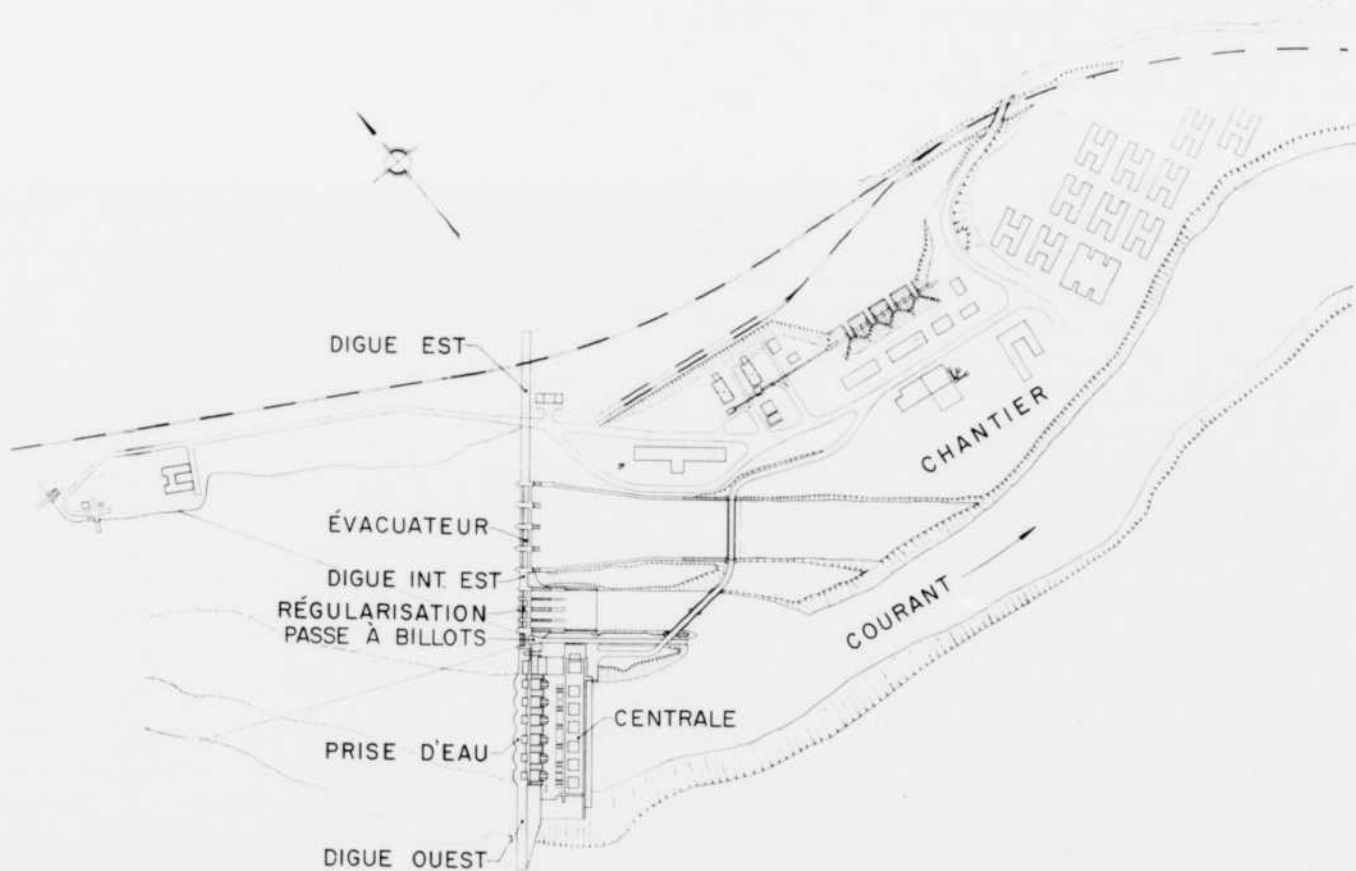 DIGUE EST
CHANTIER
ÉVACUATEUR
DIGUE INT. EST
RÉGULARISATION
PASSE À BILLOTS
COURANT
CENTRALE
PRISE D'EAU
DIGUE OUEST